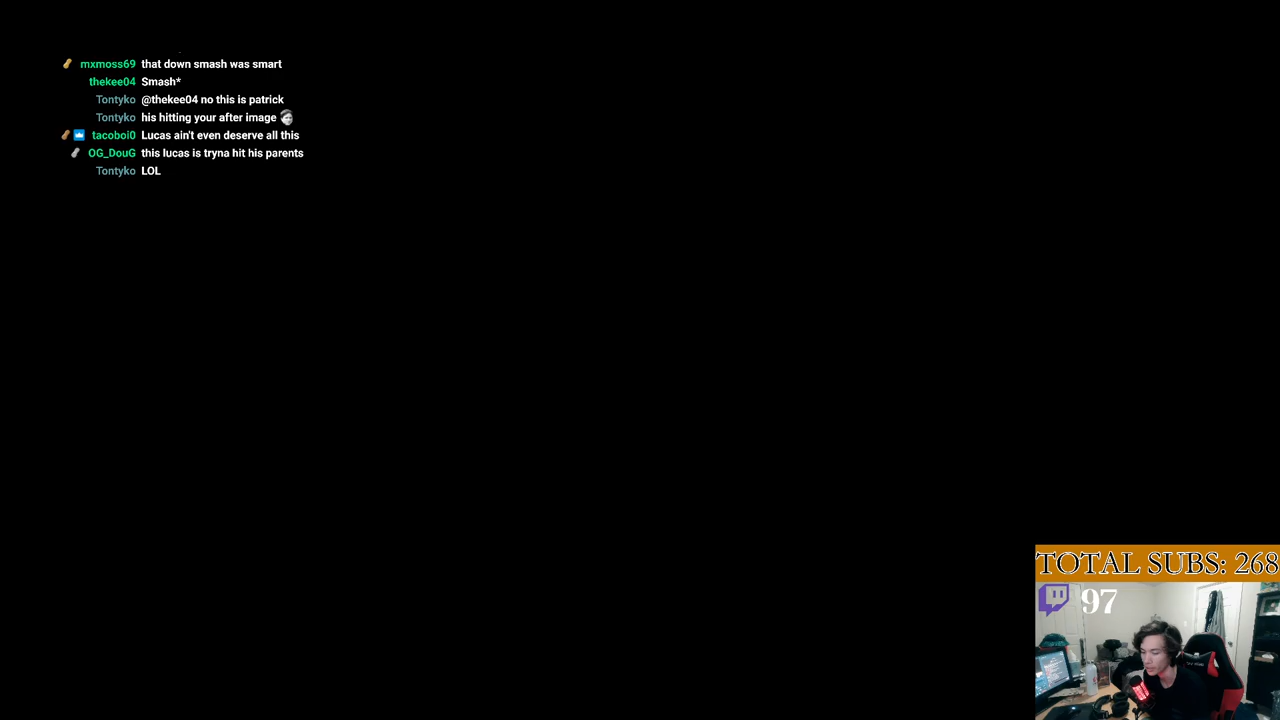 mxmoss69 that down smash was smart
thekee04 Smash*
Tontyko @thekee04 no this is patrick
Tontyko his hitting your after image
tacoboi0 Lucas ain't even deserve all this
OG_DouG this lucas is tryna hit his parents
Tontyko LOL
TOTAL SUBS: 268
97